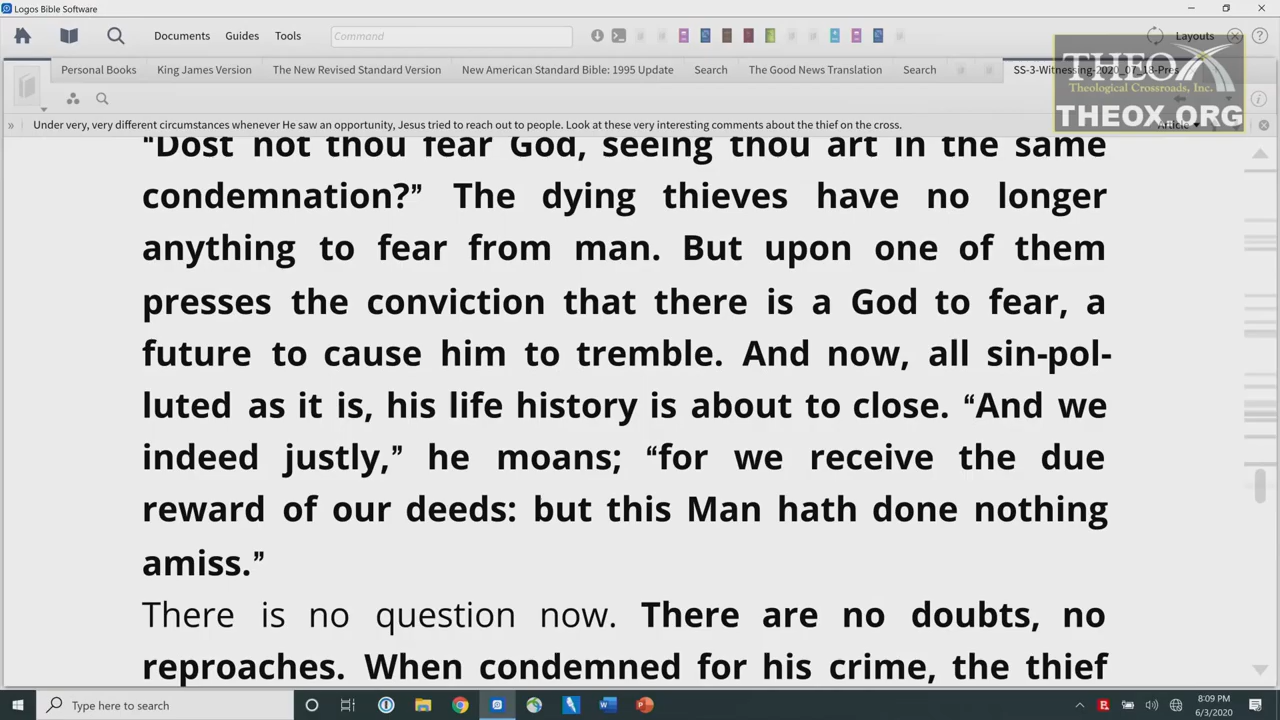 Logos Bible Software
Documents Guides Tools Command Layouts
Personal Books King James Version The New Revised New American Standard Bible: 1995 Update Search The Good News Translation Search SS-3-Witnessing-2020_07_18-Pres
THEOX
Theological Crossroads, Inc.
THEOX.ORG
» Under very, very different circumstances whenever He saw an opportunity, Jesus tried to reach out to people. Look at these very interesting comments about the thief on the cross. Article
“Dost not thou fear God, seeing thou art in the same
condemnation?” The dying thieves have no longer
anything to fear from man. But upon one of them
presses the conviction that there is a God to fear, a
future to cause him to tremble. And now, all sin-pol-
luted as it is, his life history is about to close. “And we
indeed justly,” he moans; “for we receive the due
reward of our deeds: but this Man hath done nothing
amiss.”
There is no question now. There are no doubts, no
reproaches. When condemned for his crime, the thief
Type here to search
8:09 PM
6/3/2020